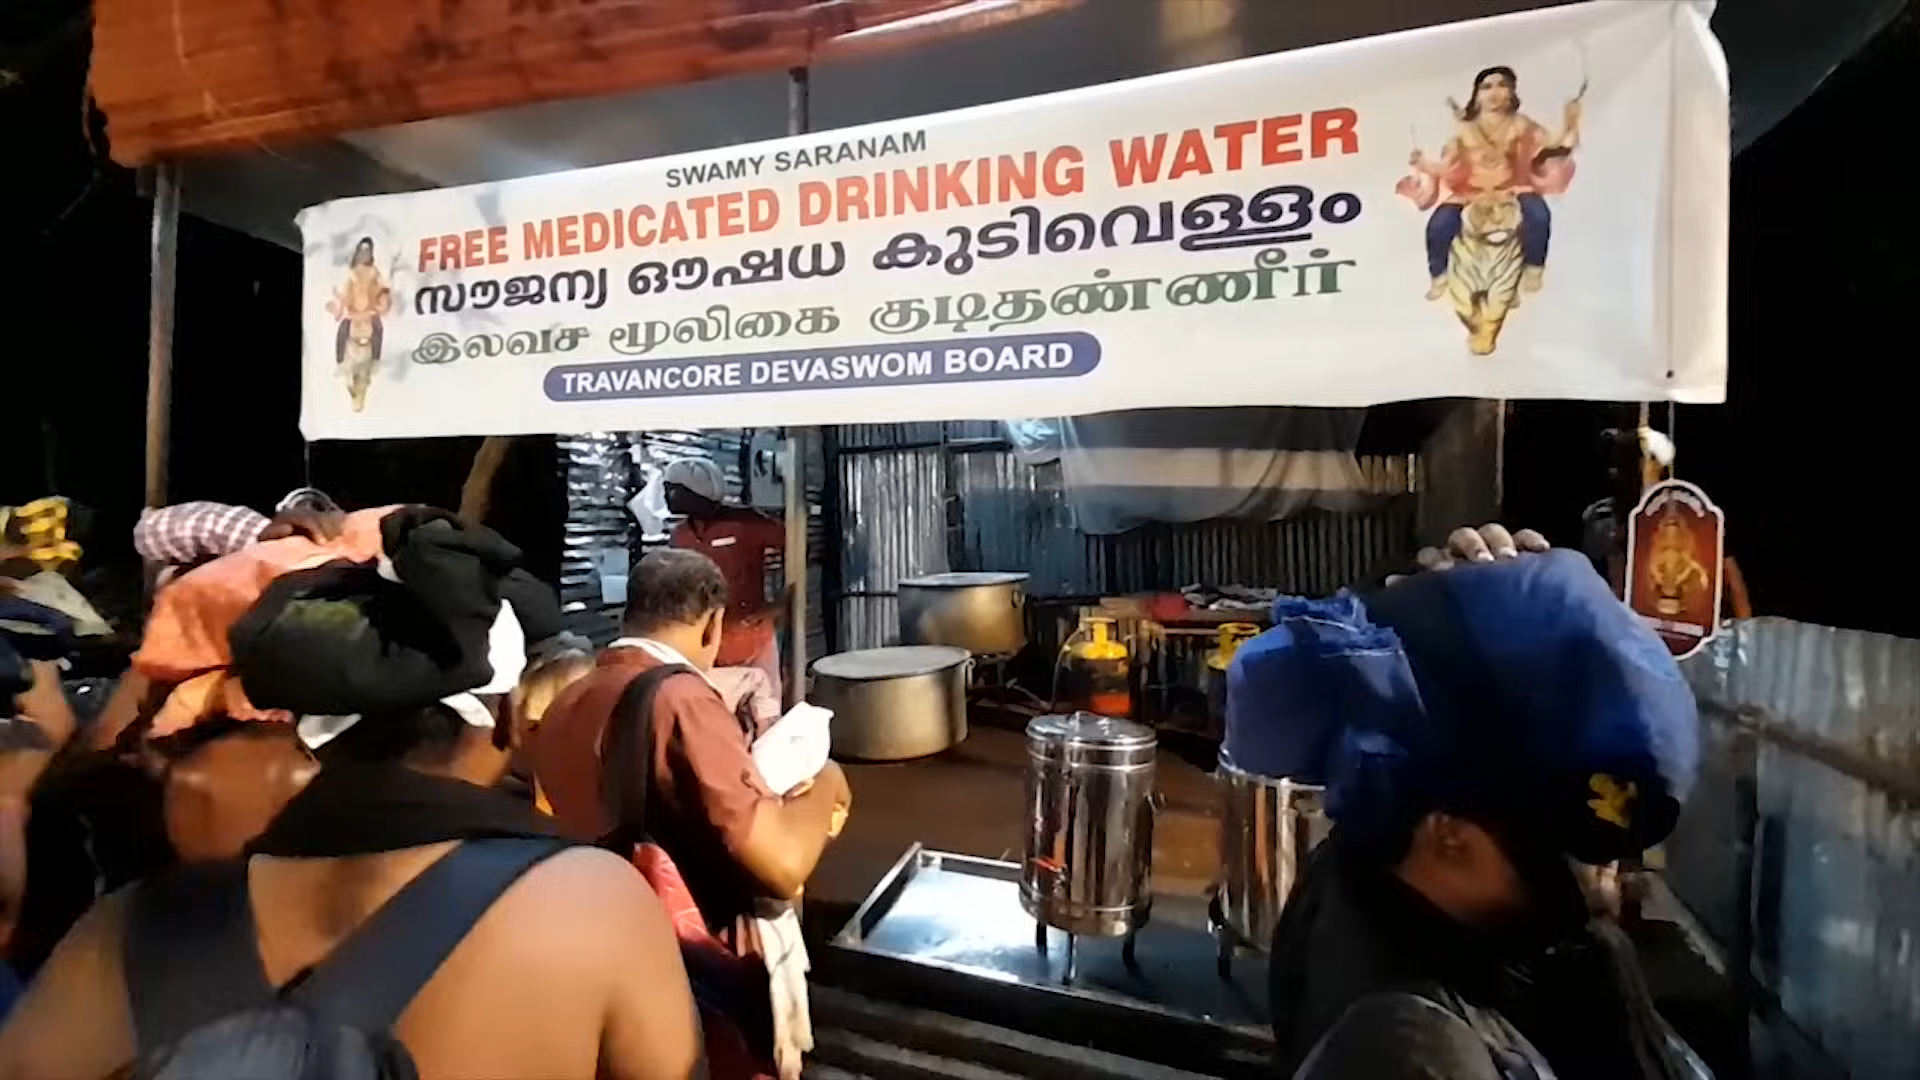 SWAMY SARANAM
FREE MEDICATED DRINKING WATER
സൗജന്യ ഔഷധ കുടിവെള്ളം
இலவச மூலிகை குடிதண்ணீர்
TRAVANCORE DEVASWOM BOARD